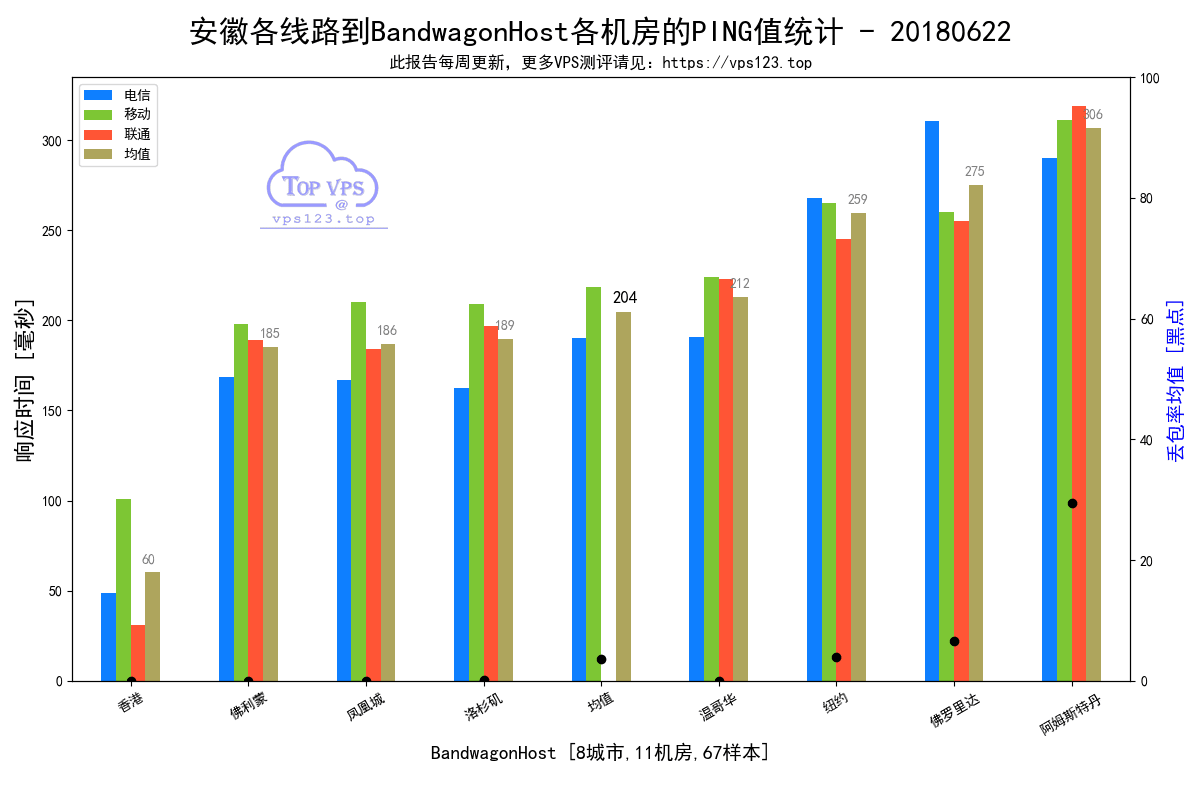 安徽各线路到BandwagonHost各机房的PING值统计 - 20180622
此报告每周更新，更多VPS测评请见：https://vps123.top
电信
移动
联通
均值
TOP VPS
@
vps123.top
响应时间 [毫秒]
300
250
200
150
100
50
0
60
185
186
189
204
212
259
275
306
100
80
60
40
20
0
丢包率均值 [黑点]
香港
佛利蒙
凤凰城
洛杉矶
均值
温哥华
纽约
佛罗里达
阿姆斯特丹
BandwagonHost [8城市,11机房,67样本]